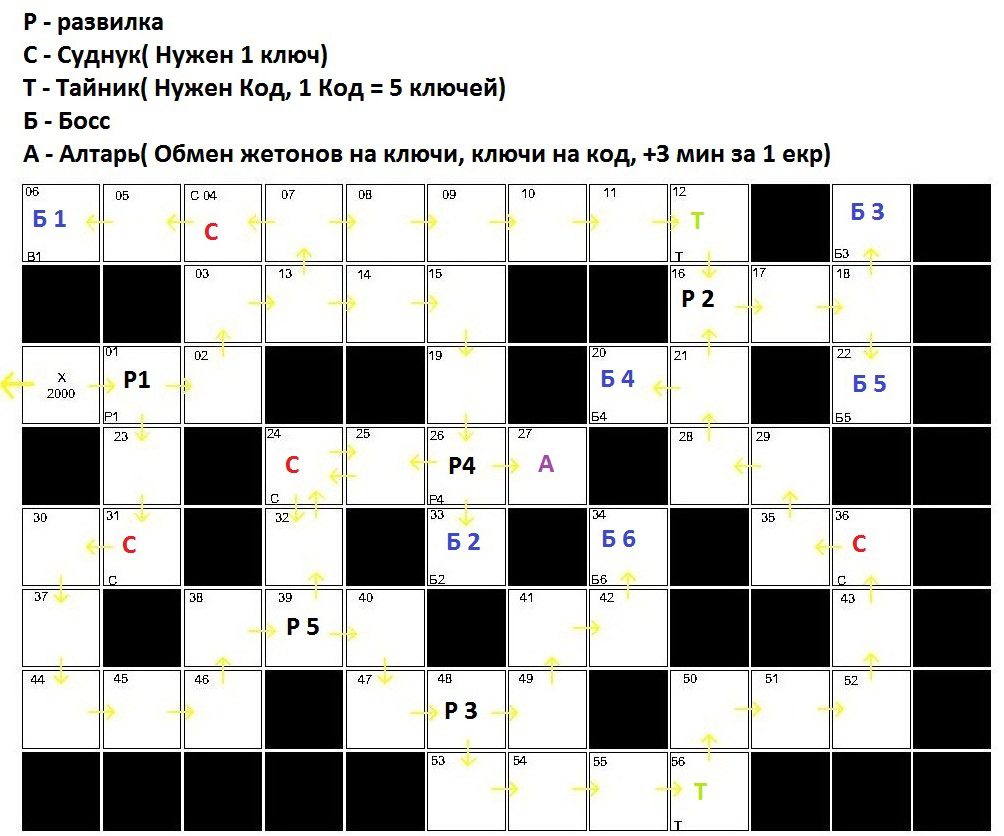 Р - развилка
С - Суднук( Нужен 1 ключ)
Т - Тайник( Нужен Код, 1 Код = 5 ключей)
Б - Босс
А - Алтарь( Обмен жетонов на ключи, ключи на код, +3 мин за 1 екр)
06 05 С 04 07 08 09 10 11 12
Б 1 С Т Б 3
В1 Т Б3
03 13 14 15 16 17 18
Р 2
01 02 19 20 21 22
Х 2000 Р1 Б 4 Б 5
Р1 Б4 Б5
23 24 25 26 27 28 29
С Р4 А
С Р4
30 31 32 33 34 35 36
С Б 2 Б 6 С
С Б2 Б6 С
37 38 39 40 41 42 43
Р 5
44 45 46 47 48 49 50 51 52
Р 3
53 54 55 56
Т
Т